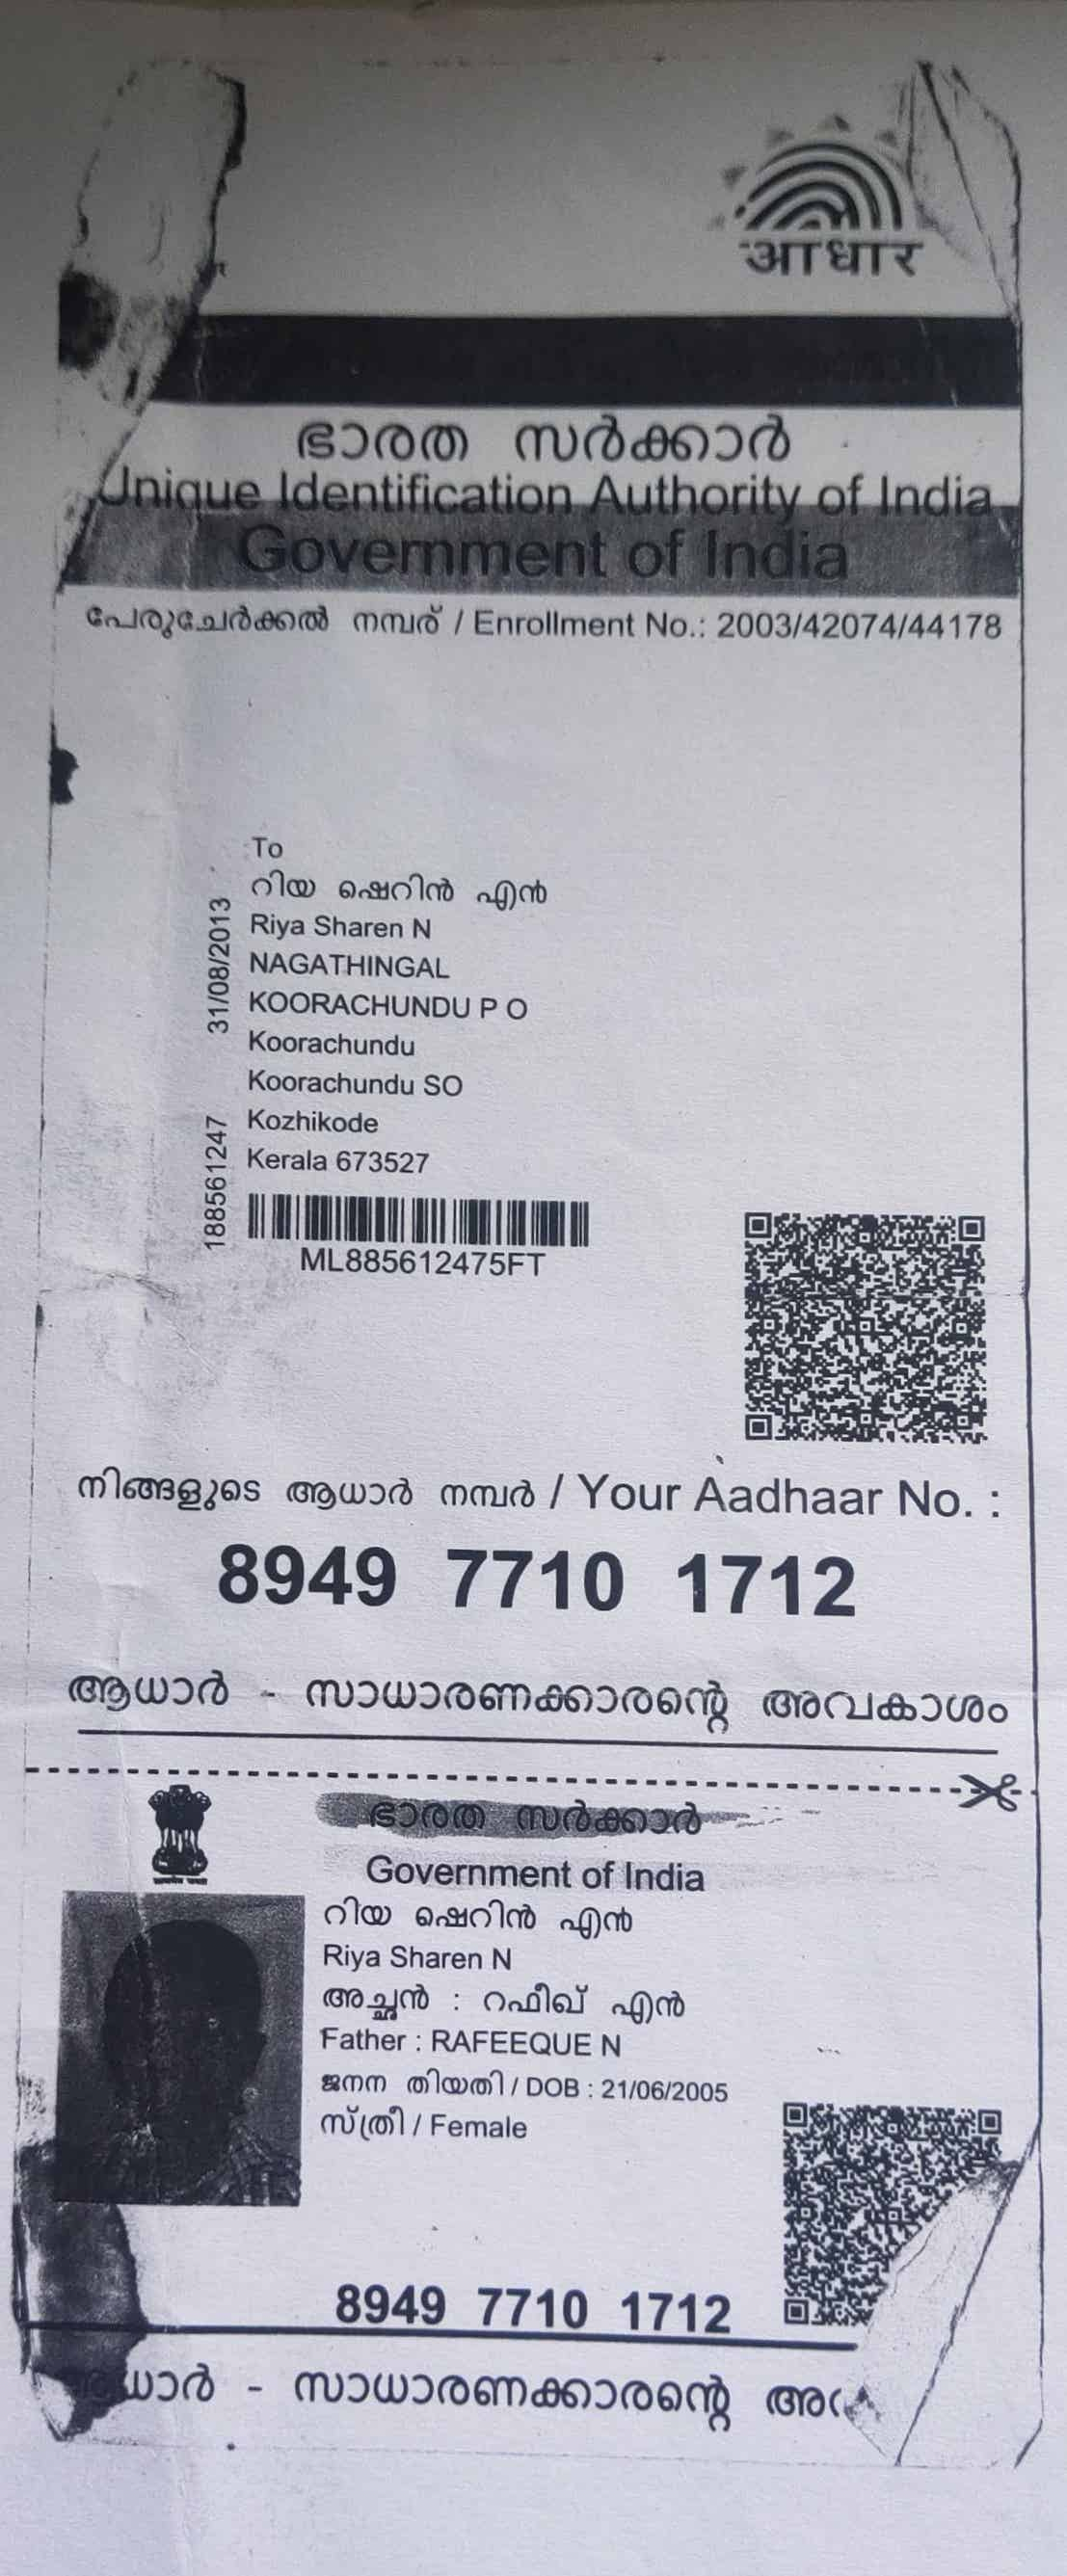 आधार
ഭാരത സർക്കാർ
Unique Identification Authority of India
Government of India
പേരുചേർക്കൽ നമ്പര് / Enrollment No.: 2003/42074/44178
To
റിയ ഷെറിൻ എൻ
Riya Sharen N
NAGATHINGAL
KOORACHUNDU P O
Koorachundu
Koorachundu SO
Kozhikode
Kerala 673527
31/08/2013
188561247
ML885612475FT
നിങ്ങളുടെ ആധാർ നമ്പർ / Your Aadhaar No. :
8949 7710 1712
ആധാർ - സാധാരണക്കാരന്റെ അവകാശം
ഭാരത സർക്കാർ
Government of India
റിയ ഷെറിൻ എൻ
Riya Sharen N
അച്ഛൻ : റഫീഖ് എൻ
Father : RAFEEQUE N
ജനന തിയതി / DOB : 21/06/2005
സ്ത്രീ / Female
8949 7710 1712
- സാധാരണക്കാരന്റെ